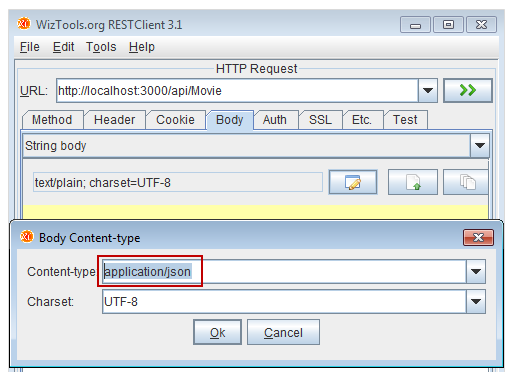 WizTools.org RESTClient 3.1
File Edit Tools Help
HTTP Request
URL: http://localhost:3000/api/Movie
Method Header Cookie Body Auth SSL Etc. Test
String body
text/plain; charset=UTF-8
Body Content-type
Content-type application/json
Charset: UTF-8
Ok Cancel